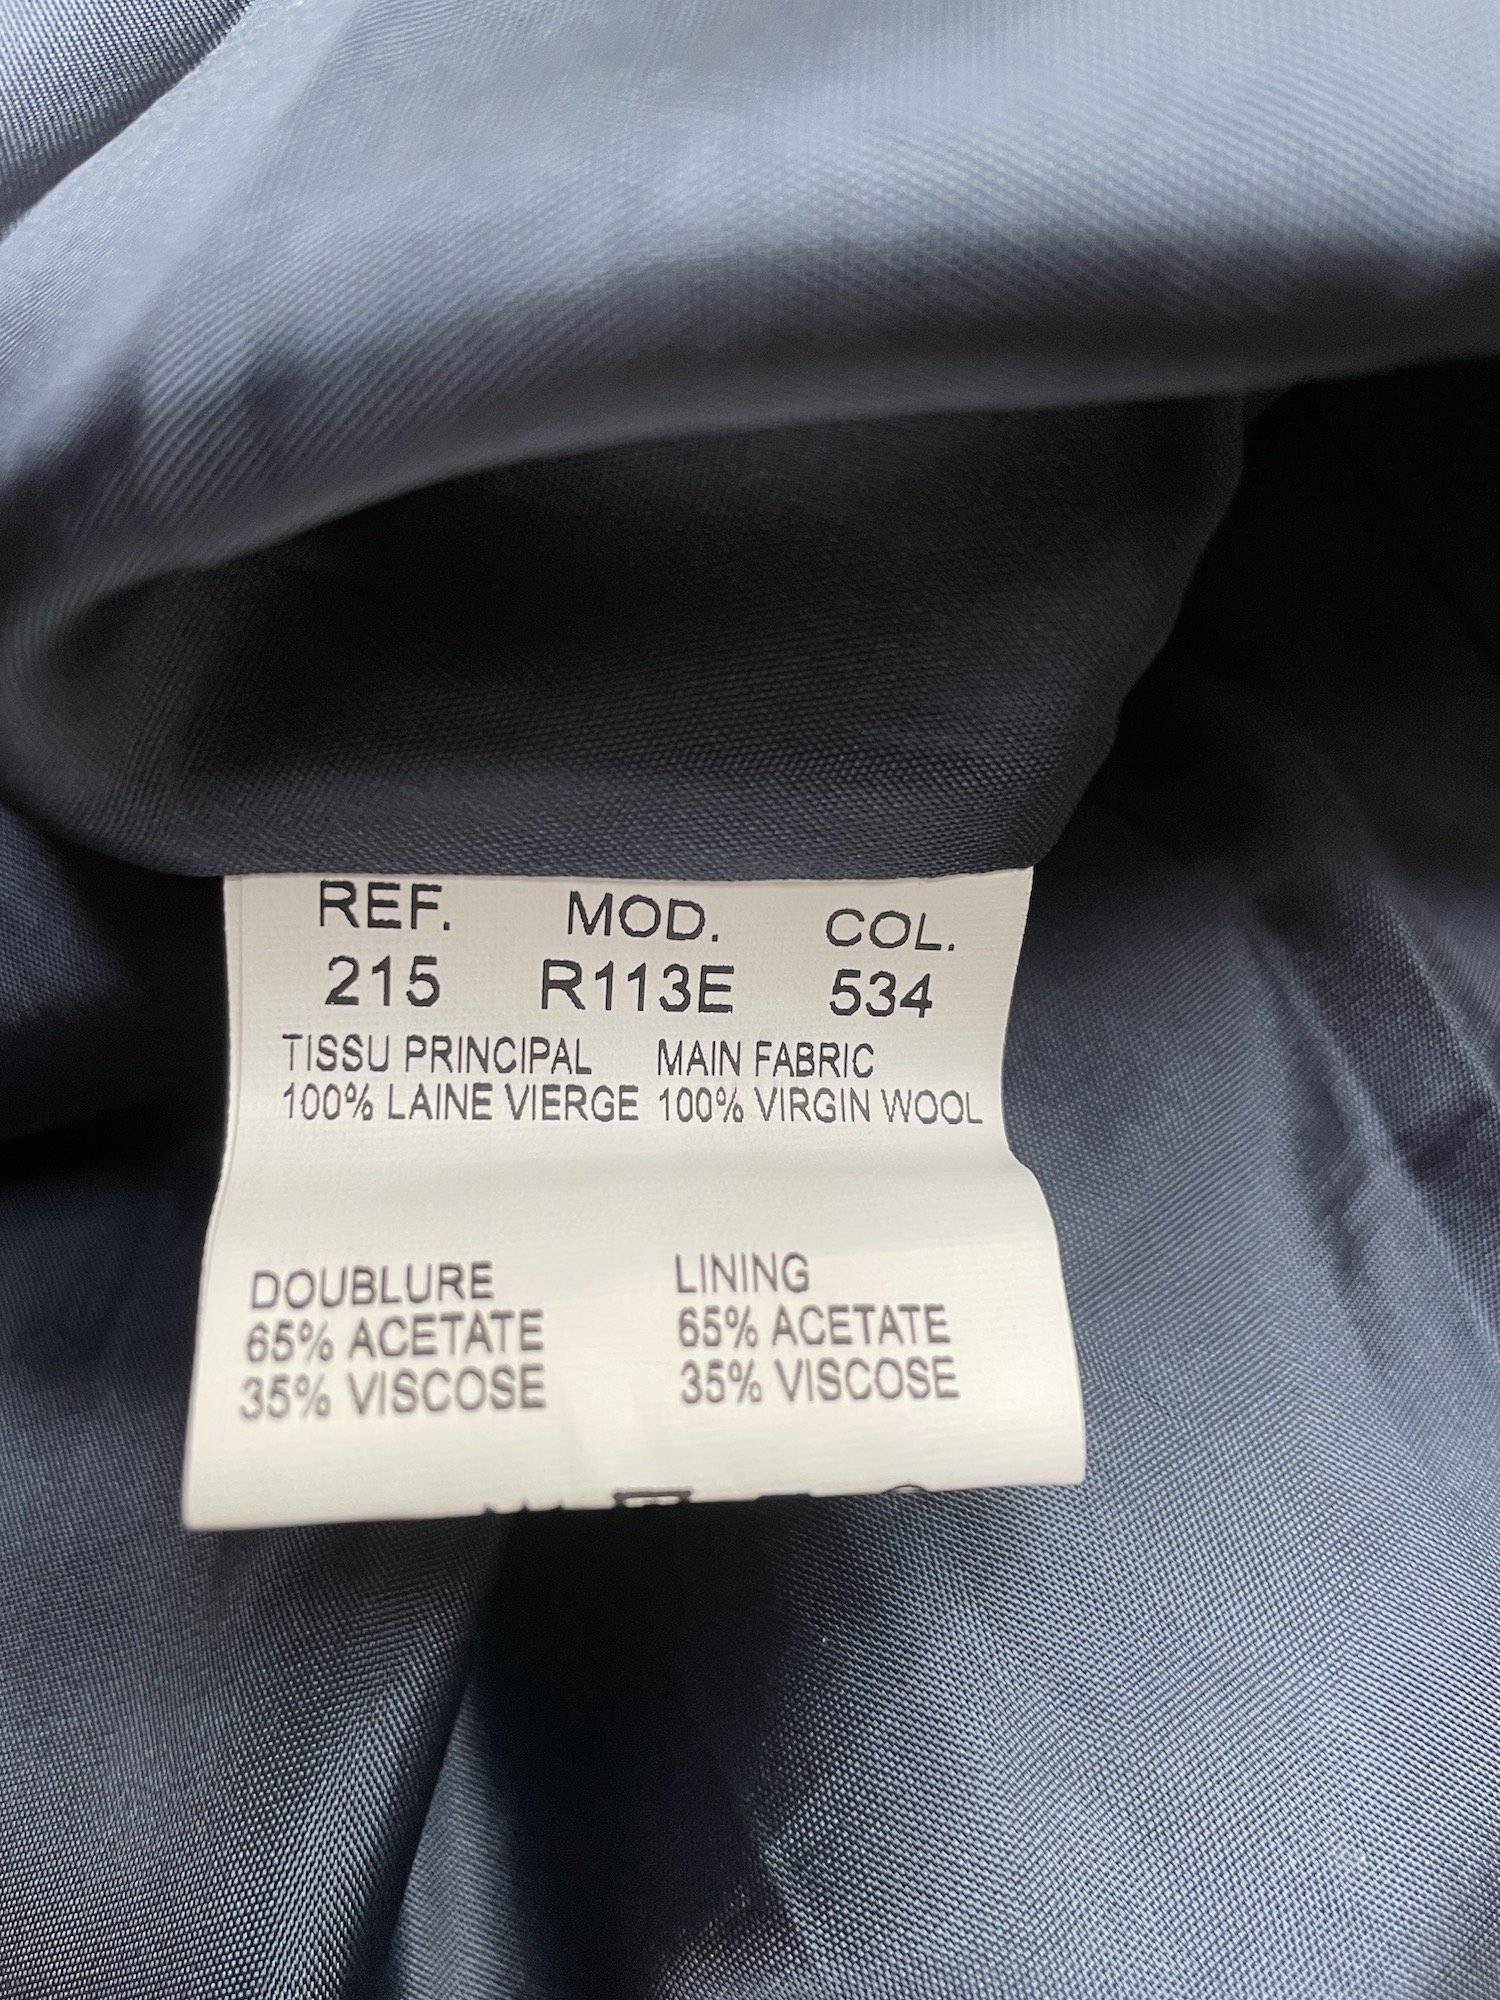 REF. MOD. COL.
215 R113E 534
TISSU PRINCIPAL MAIN FABRIC
100% LAINE VIERGE 100% VIRGIN WOOL
DOUBLURE LINING
65% ACETATE 65% ACETATE
35% VISCOSE 35% VISCOSE